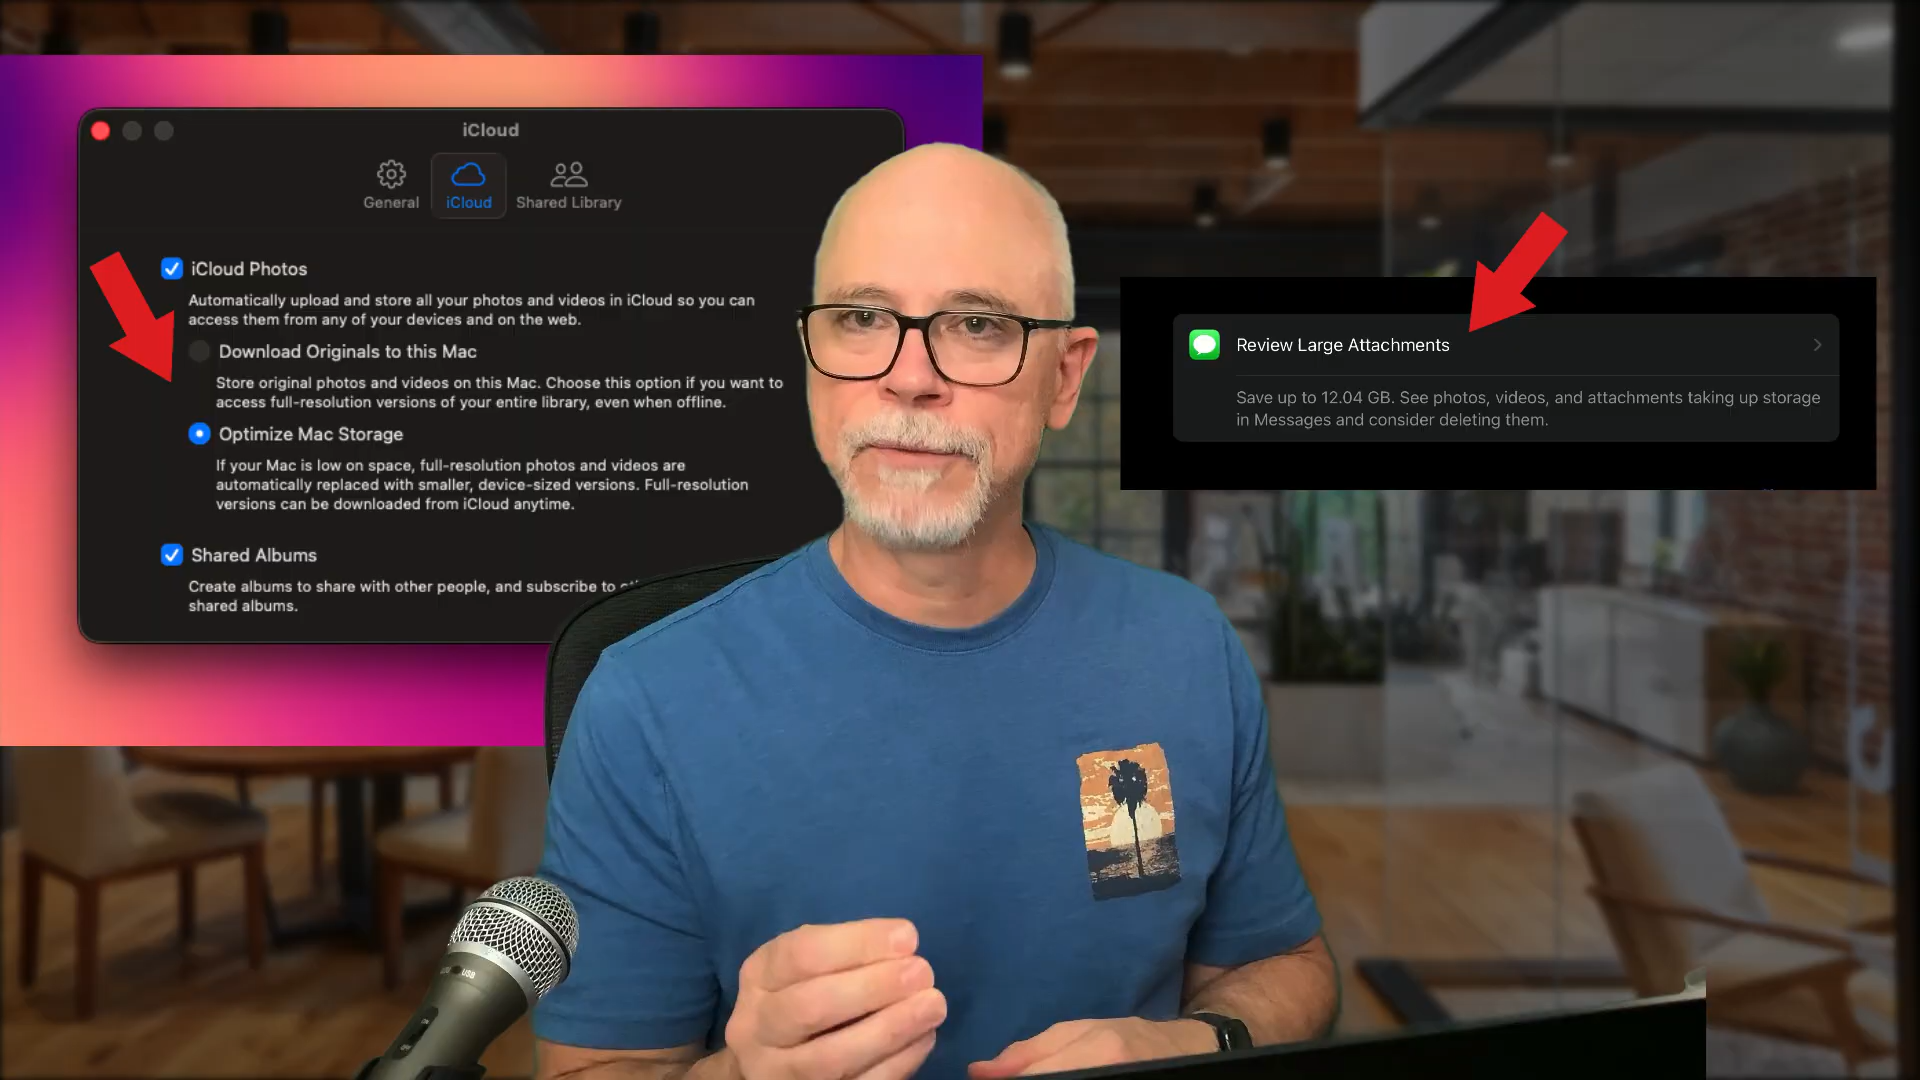 iCloud
General
iCloud
Shared Library
iCloud Photos
Automatically upload and store all your photos and videos in iCloud so you can
access them from any of your devices and on the web.
Download Originals to this Mac
Store original photos and videos on this Mac. Choose this option if you want to
access full-resolution versions of your entire library, even when offline.
Optimize Mac Storage
If your Mac is low on space, full-resolution photos and videos are
automatically replaced with smaller, device-sized versions. Full-resolution
versions can be downloaded from iCloud anytime.
Shared Albums
Create albums to share with other people, and subscribe to
shared albums.
Review Large Attachments
Save up to 12.04 GB. See photos, videos, and attachments taking up storage
in Messages and consider deleting them.
USB